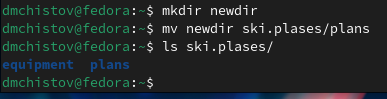 dmchistov@fedora:~$ mkdir newdir
dmchistov@fedora:~$ mv newdir ski.plases/plans
dmchistov@fedora:~$ ls ski.plases/
equipment  plans
dmchistov@fedora:~$